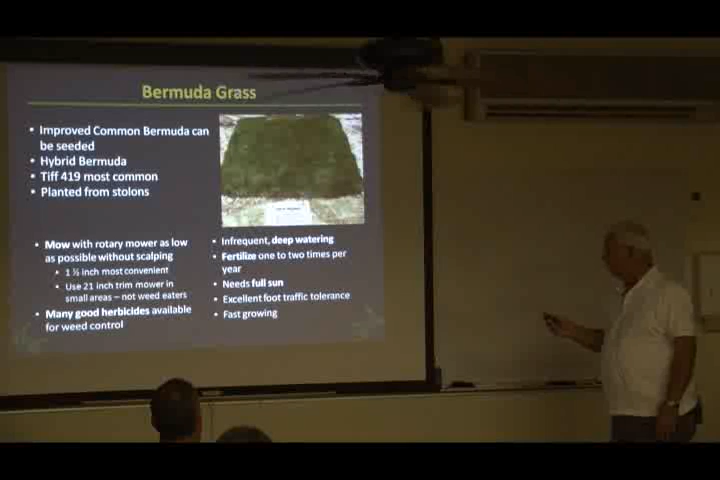 Bermuda Grass
▪ Improved Common Bermuda can
be seeded
▪ Hybrid Bermuda
▪ Tiff 419 most common
▪ Planted from stolons
▪ Mow with rotary mower as low
as possible without scalping
▪ 1 ½ inch most convenient
▪ Use 21 inch trim mower in
small areas – not weed eaters
▪ Many good herbicides available
for weed control
▪ Infrequent, deep watering
▪ Fertilize one to two times per
year
▪ Needs full sun
▪ Excellent foot traffic tolerance
▪ Fast growing